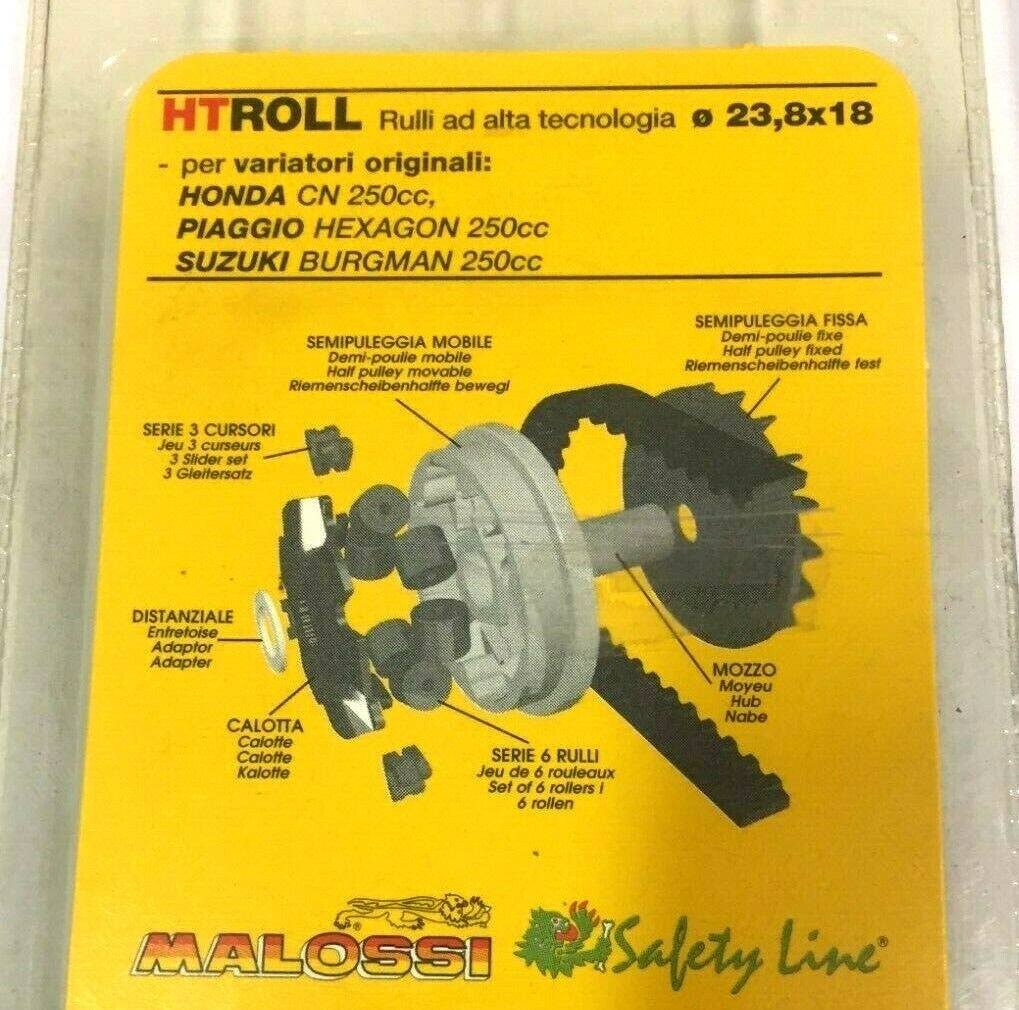 HTROLL Rulli ad alta tecnologia ø 23,8x18
- per variatori originali:
HONDA CN 250cc,
PIAGGIO HEXAGON 250cc
SUZUKI BURGMAN 250cc
SEMIPULEGGIA FISSA
Demi-poulie fixe
Half pulley fixed
Riemenscheibenhalfte fest
SEMIPULEGGIA MOBILE
Demi-poulie mobile
Half pulley movable
Riemenscheibenhalfte bewegl
SERIE 3 CURSORI
Jeu 3 curseurs
3 Slider set
3 Gleitersatz
DISTANZIALE
Entretoise
Adaptor
Adapter
MOZZO
Moyeu
Hub
Nabe
CALOTTA
Calotte
Calotte
Kalotte
SERIE 6 RULLI
Jeu de 6 rouleaux
Set of 6 rollers i
6 rollen
MALOSSI® Safety Line®